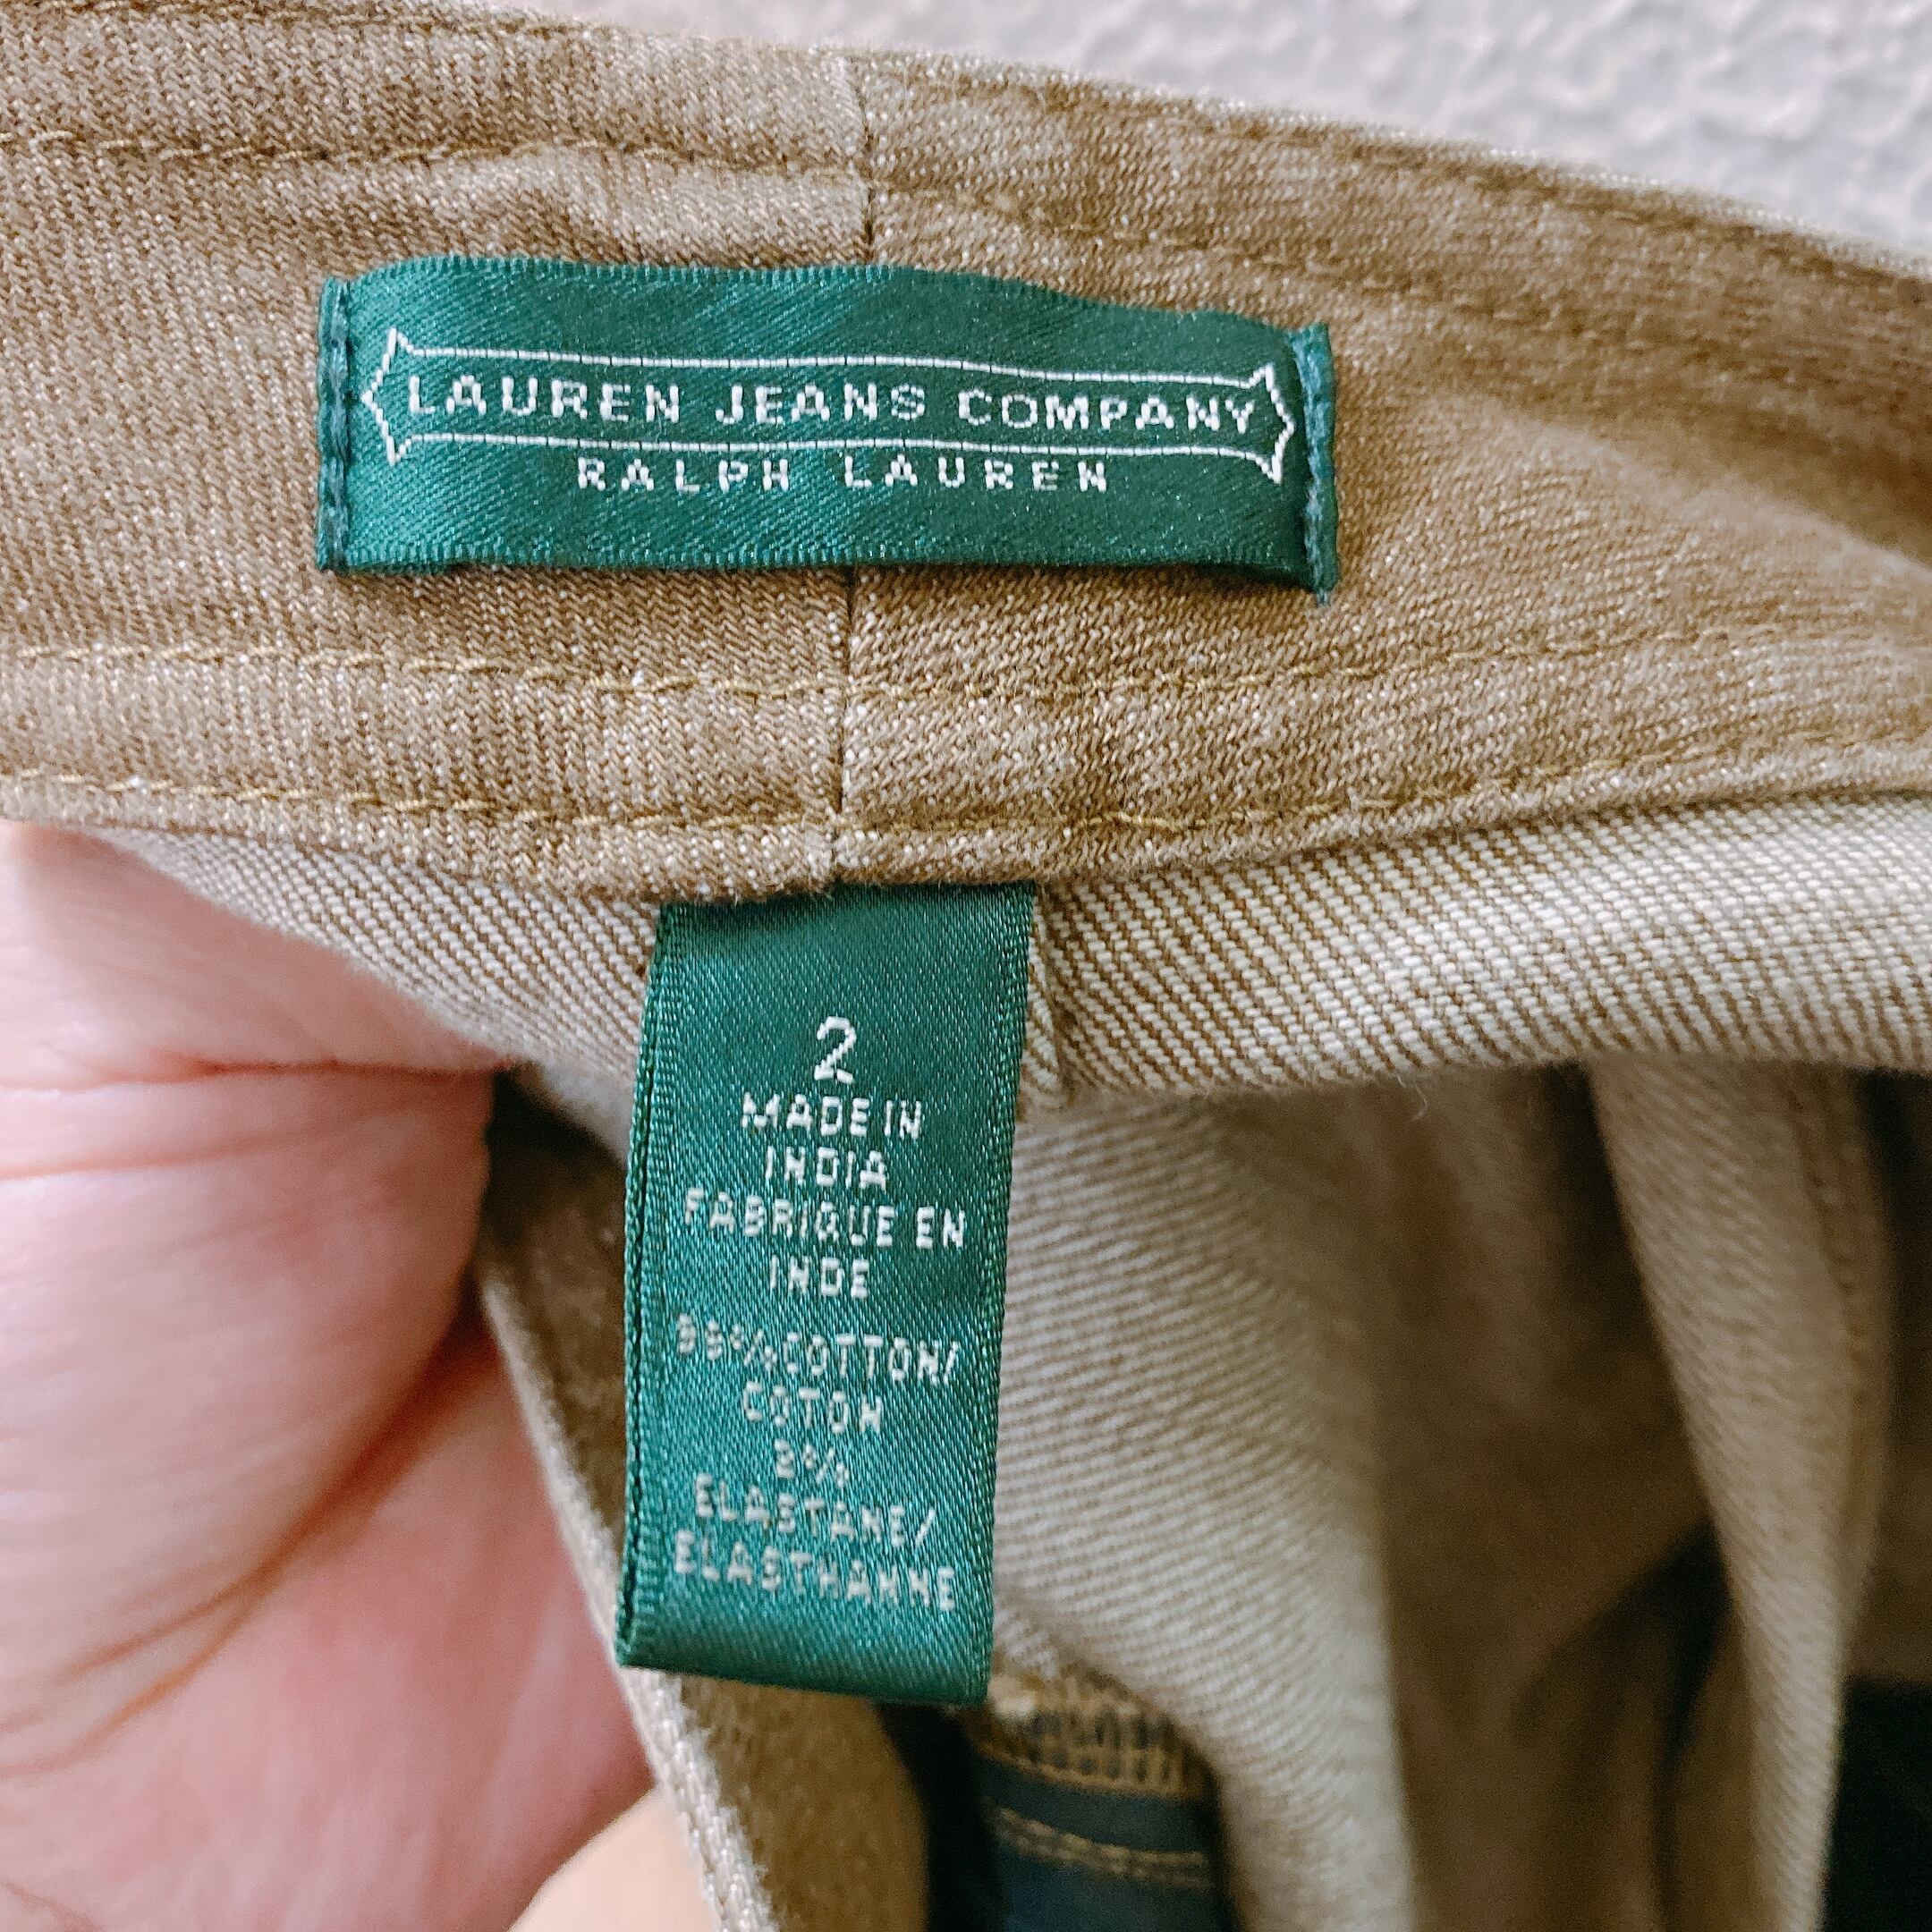 LAUREN JEANS COMPANY
RALPH LAUREN
2
MADE IN
INDIA
FABRIQUE EN
INDE
98% COTTON/
COTON
2%
ELASTANE/
ELASTHANNE